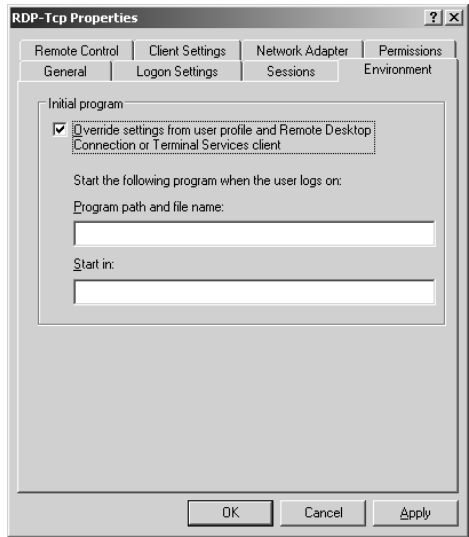 RDP-Tcp Properties
Remote Control Client Settings Network Adapter Permissions
General Logon Settings Sessions Environment
Initial program
Override settings from user profile and Remote Desktop
Connection or Terminal Services client
Start the following program when the user logs on:
Program path and file name:
Start in:
OK Cancel Apply